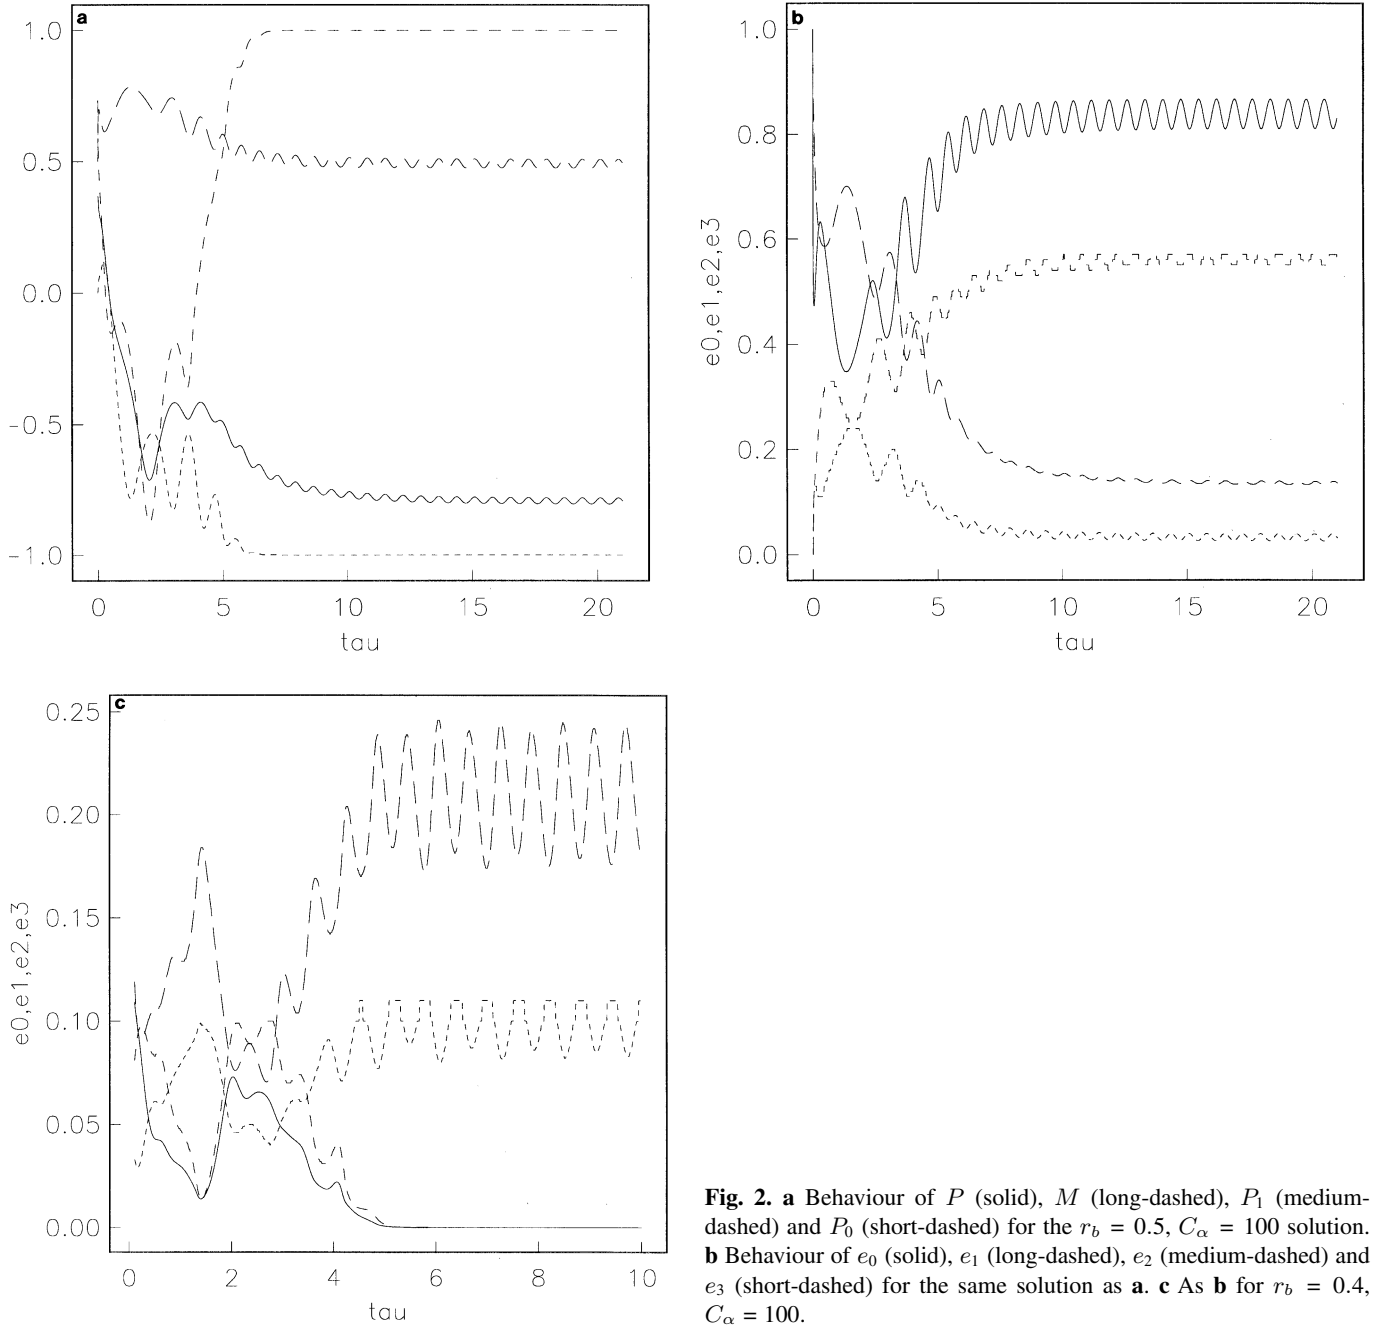 a
1.0
0.5
0.0
−0.5
−1.0
0 5 10 15 20
tau
b
1.0
0.8
0.6
0.4
0.2
0.0
e0,e1,e2,e3
0 5 10 15 20
tau
c
0.25
0.20
0.15
0.10
0.05
0.00
e0,e1,e2,e3
0 2 4 6 8 10
tau
Fig. 2. a Behaviour of P (solid), M (long-dashed), P₁ (medium-
dashed) and P₀ (short-dashed) for the r_b = 0.5, C_α = 100 solution.
b Behaviour of e₀ (solid), e₁ (long-dashed), e₂ (medium-dashed) and
e₃ (short-dashed) for the same solution as a. c As b for r_b = 0.4,
C_α = 100.